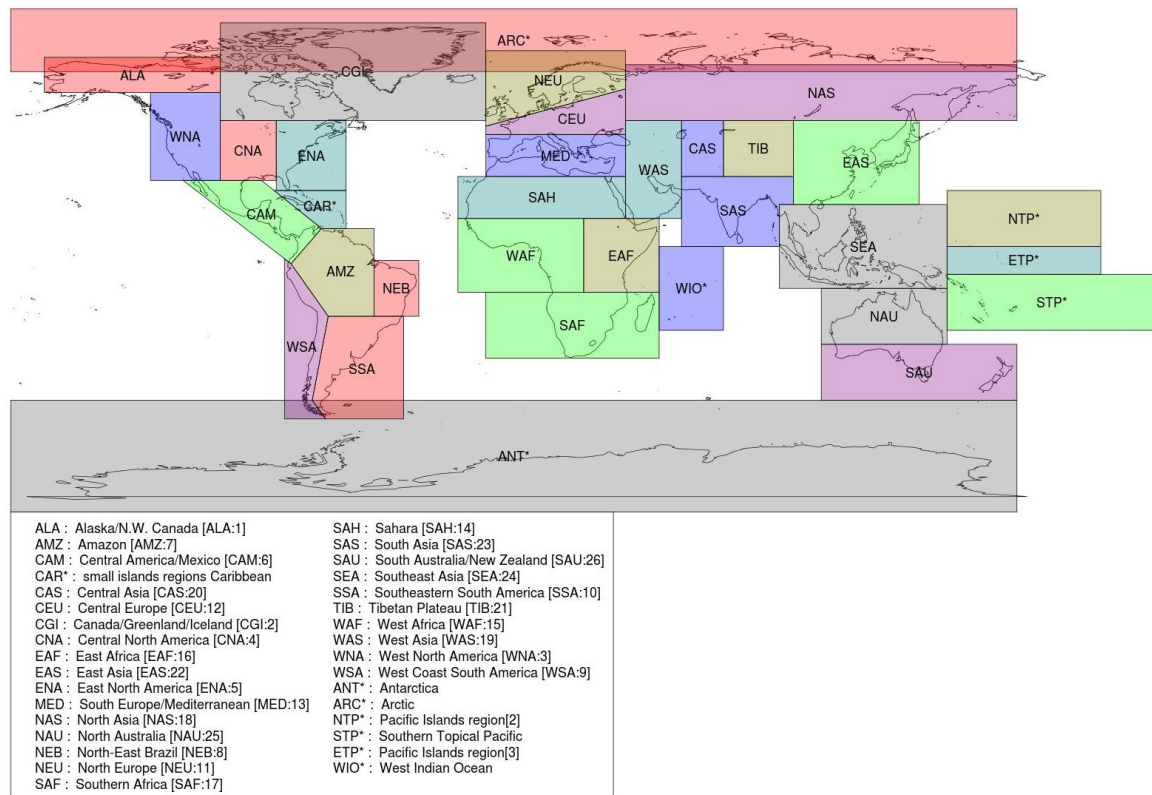 ARC*
ALA
CGI
NEU
NAS
CEU
WNA
CNA
ENA
MED
WAS
CAS
TIB
EAS
CAM
CAR*
SAH
SAS
NTP*
SEA
ETP*
AMZ
WAF
EAF
NEB
WIO*
STP*
SAF
NAU
WSA
SSA
SAU
ANT*
ALA : Alaska/N.W. Canada [ALA:1]
AMZ : Amazon [AMZ:7]
CAM : Central America/Mexico [CAM:6]
CAR* : small islands regions Caribbean
CAS : Central Asia [CAS:20]
CEU : Central Europe [CEU:12]
CGI : Canada/Greenland/Iceland [CGI:2]
CNA : Central North America [CNA:4]
EAF : East Africa [EAF:16]
EAS : East Asia [EAS:22]
ENA : East North America [ENA:5]
MED : South Europe/Mediterranean [MED:13]
NAS : North Asia [NAS:18]
NAU : North Australia [NAU:25]
NEB : North-East Brazil [NEB:8]
NEU : North Europe [NEU:11]
SAF : Southern Africa [SAF:17]
SAH : Sahara [SAH:14]
SAS : South Asia [SAS:23]
SAU : South Australia/New Zealand [SAU:26]
SEA : Southeast Asia [SEA:24]
SSA : Southeastern South America [SSA:10]
TIB : Tibetan Plateau [TIB:21]
WAF : West Africa [WAF:15]
WAS : West Asia [WAS:19]
WNA : West North America [WNA:3]
WSA : West Coast South America [WSA:9]
ANT* : Antarctica
ARC* : Arctic
NTP* : Pacific Islands region[2]
STP* : Southern Topical Pacific
ETP* : Pacific Islands region[3]
WIO* : West Indian Ocean